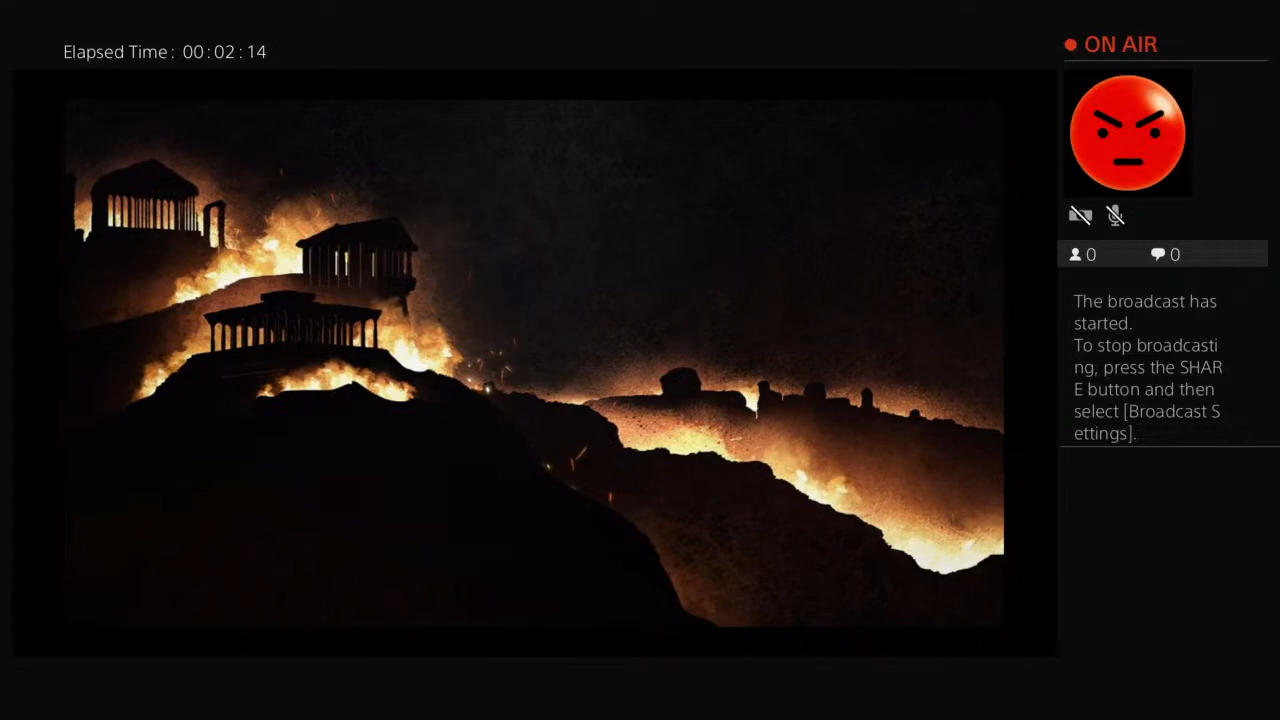 Elapsed Time: 00:02:14
ON AIR
0
0
The broadcast has
started.
To stop broadcasti
ng, press the SHAR
E button and then
select [Broadcast S
ettings].